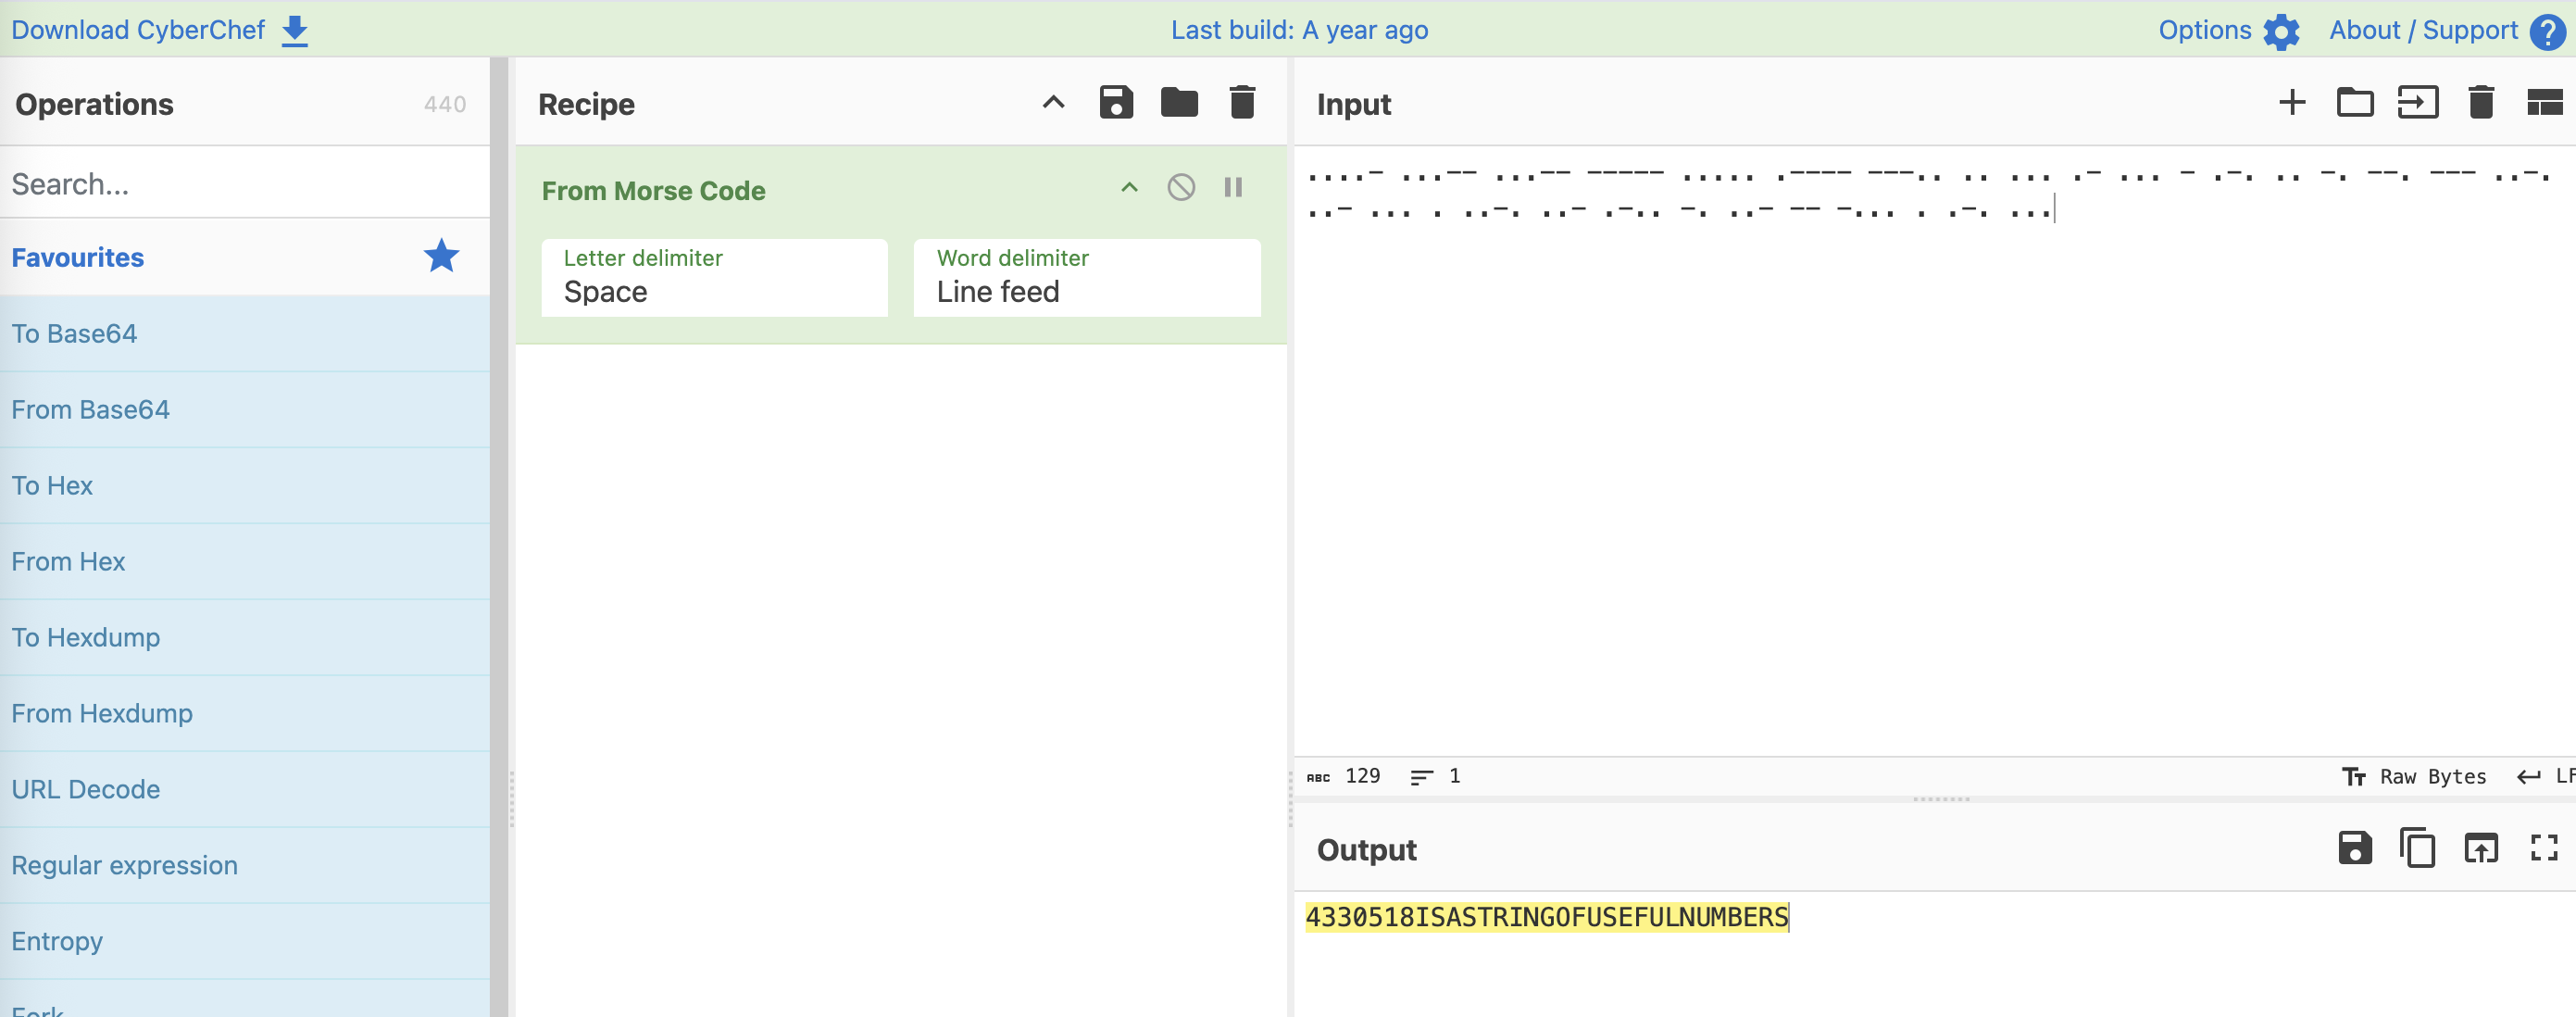 Download CyberChef
Last build: A year ago
Options
About / Support
Operations
440
Search...
Favourites
To Base64
From Base64
To Hex
From Hex
To Hexdump
From Hexdump
URL Decode
Regular expression
Entropy
Fork
Recipe
From Morse Code
Letter delimiter
Space
Word delimiter
Line feed
Input
....- ...-- ...-- ----- ..... .---- ---.. .. ... .- ... - .-. .. -. --. --- ..-.
..- ... . ..-. ..- .-.. -. ..- -- -... . .-. ...
ABC 129
1
Raw Bytes
LF
Output
4330518ISASTRINGOFUSEFULNUMBERS